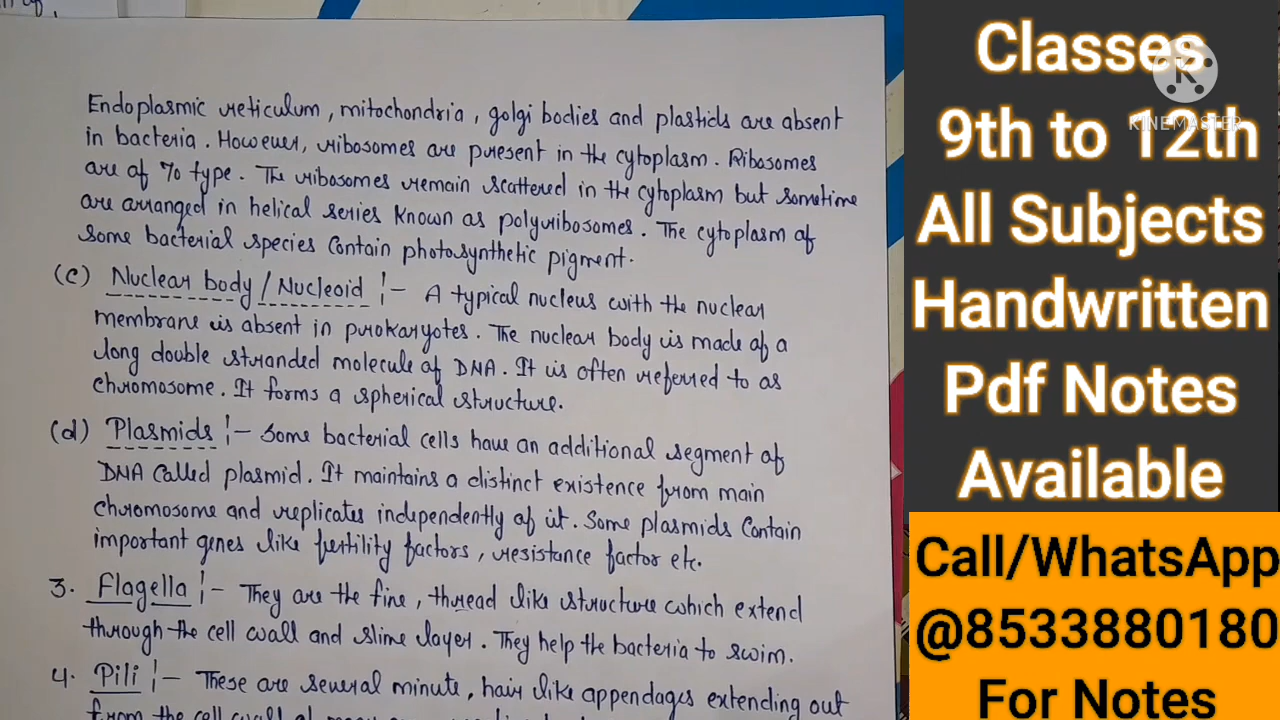 Endoplasmic reticulum, mitochondria, golgi bodies and plastids are absent
in bacteria. However, ribosomes are present in the cytoplasm. Ribosomes
are of 70 type. The ribosomes remain scattered in the cytoplasm but sometime
are arranged in helical series known as polyribosomes. The cytoplasm of
some bacterial species contain photosynthetic pigment.
(c) Nuclear body / Nucleoid :- A typical nucleus with the nuclear
membrane is absent in prokaryotes. The nuclear body is made of a
long double stranded molecule of DNA. It is often referred to as
chromosome. It forms a spherical structure.
(d) Plasmids :- Some bacterial cells have an additional segment of
DNA called plasmid. It maintains a distinct existence from main
chromosome and replicates independently of it. Some plasmids contain
important genes like fertility factors, resistance factor etc.
3. Flagella :- They are the fine, thread like structure which extend
through the cell wall and slime layer. They help the bacteria to swim.
4. Pili :- These are several minute, hair like appendages extending out
from the cell wall of
Classes
9th to 12th
All Subjects
Handwritten
Pdf Notes
Available
Call/WhatsApp
@8533880180
For Notes
K
KINEMASTER